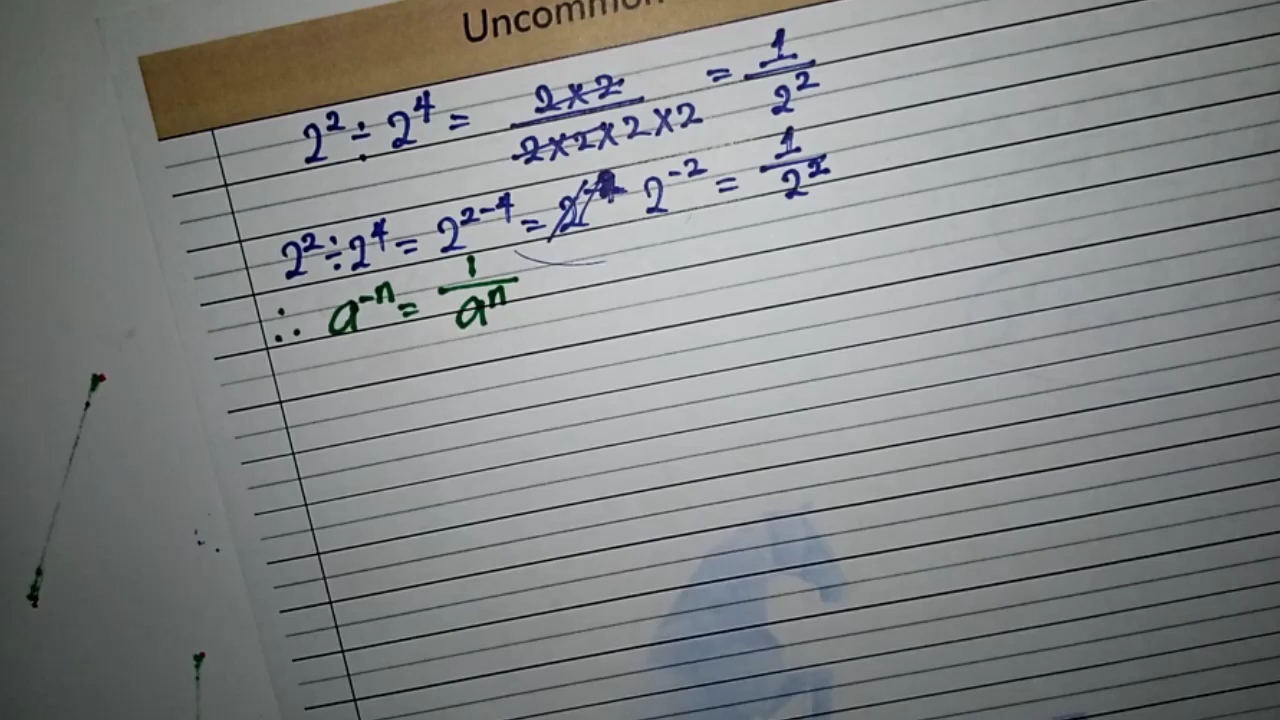 Uncommon
2² ÷ 2⁴ = 2×2 / 2×2×2×2 = 1 / 2²
2² ÷ 2⁴ = 2²⁻⁴ = 2⁻² = 1 / 2²
∴ a⁻ⁿ = 1 / aⁿ